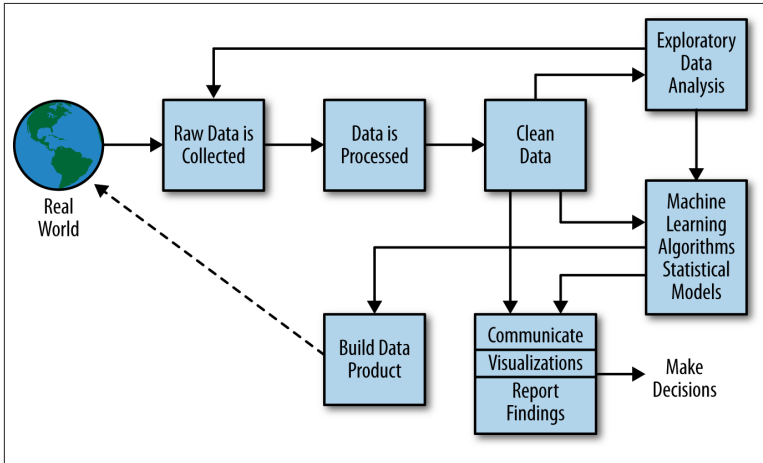 Exploratory
Data
Analysis
Raw Data is
Collected
Data is
Processed
Clean
Data
Real
World
Machine
Learning
Algorithms
Statistical
Models
Build Data
Product
Communicate
Visualizations
Report
Findings
Make
Decisions